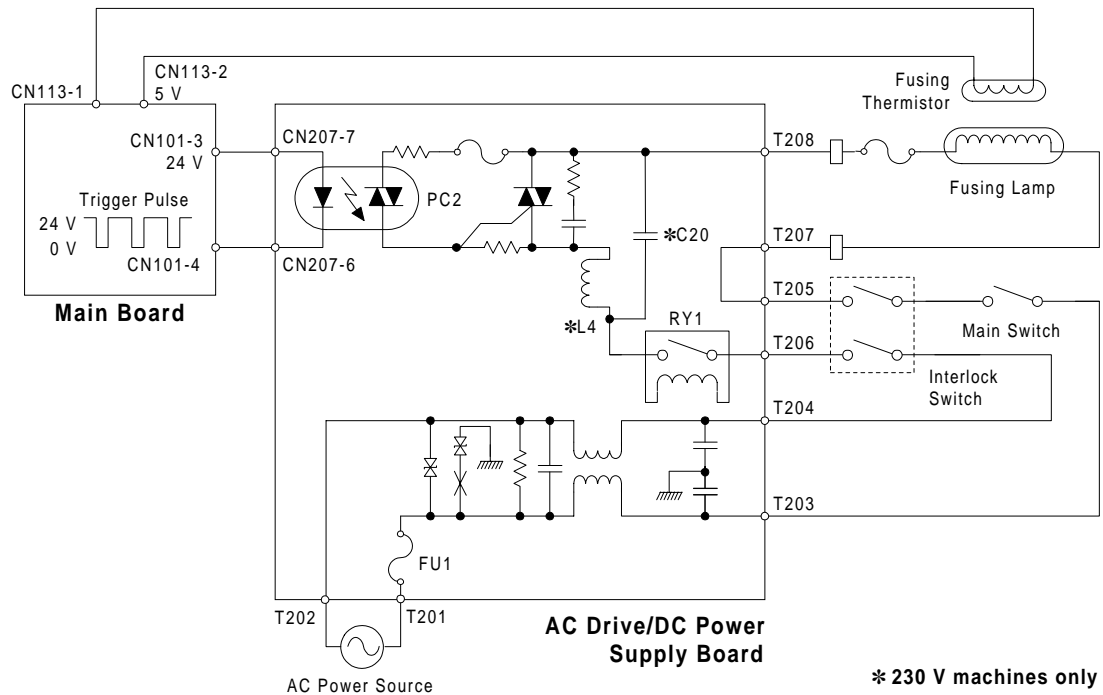 CN113-1
CN113-2
5 V
CN101-3
24 V
Trigger Pulse
24 V
0 V
CN101-4
Main Board
CN207-7
PC2
CN207-6
✻C20
✻L4
RY1
T208
T207
T205
T206
T204
T203
Fusing
Thermistor
Fusing Lamp
Main Switch
Interlock
Switch
FU1
T202
T201
AC Power Source
AC Drive/DC Power
Supply Board
✻ 230 V machines only